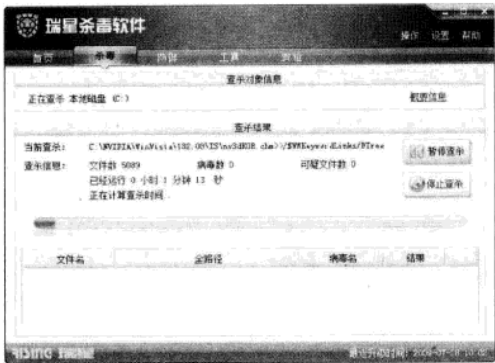 瑞星杀毒软件
操作 设置 帮助
首页 杀毒 防御 工具 安检
查杀对象信息
正在查杀 本地磁盘 (C:)
查杀结果
当前查杀:
暂停查杀
查杀信息: 文件数 5089 病毒数 0 可疑文件数 0
已经运行 0 小时 1 分钟 13 秒
停止查杀
正在计算查杀时间
文件名 全路径 病毒名 结果
RISING